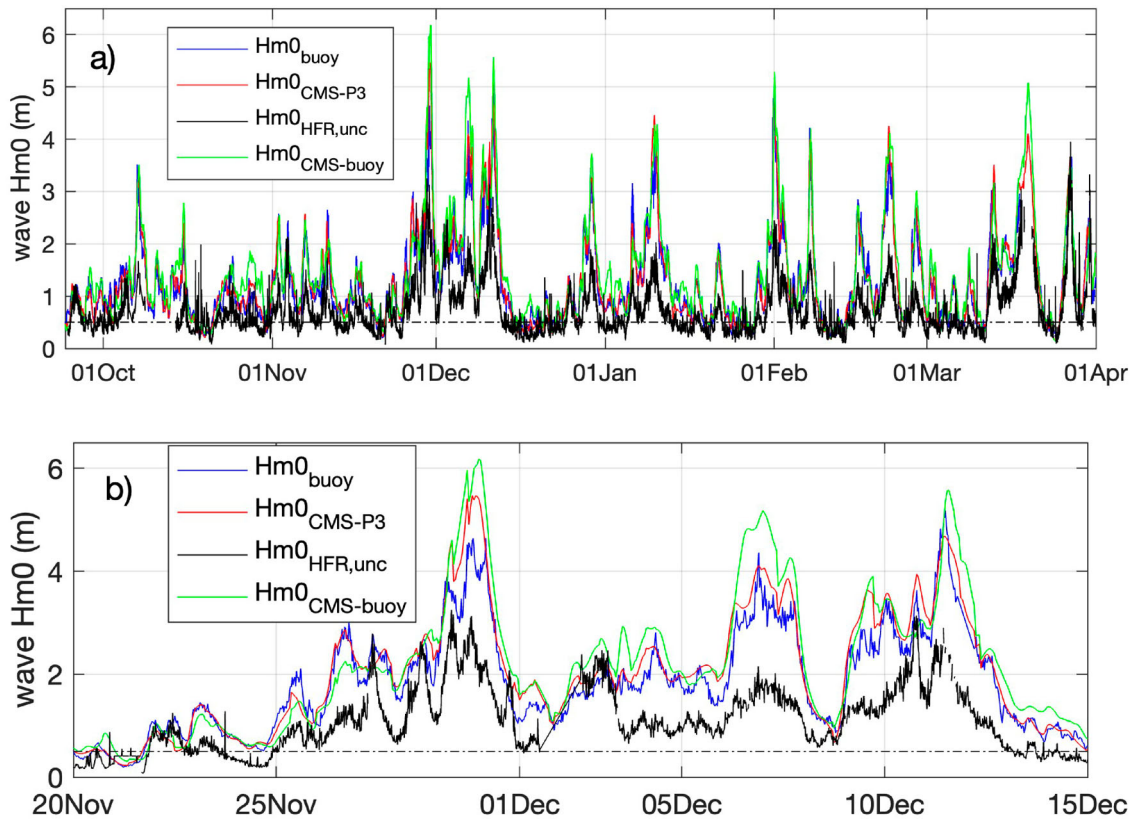 a)
Hm0buoy
Hm0CMS-P3
Hm0HFR,unc
Hm0CMS-buoy
wave Hm0 (m)
6
5
4
3
2
1
0
01Oct 01Nov 01Dec 01Jan 01Feb 01Mar 01Apr
b)
Hm0buoy
Hm0CMS-P3
Hm0HFR,unc
Hm0CMS-buoy
wave Hm0 (m)
6
4
2
0
20Nov 25Nov 01Dec 05Dec 10Dec 15Dec